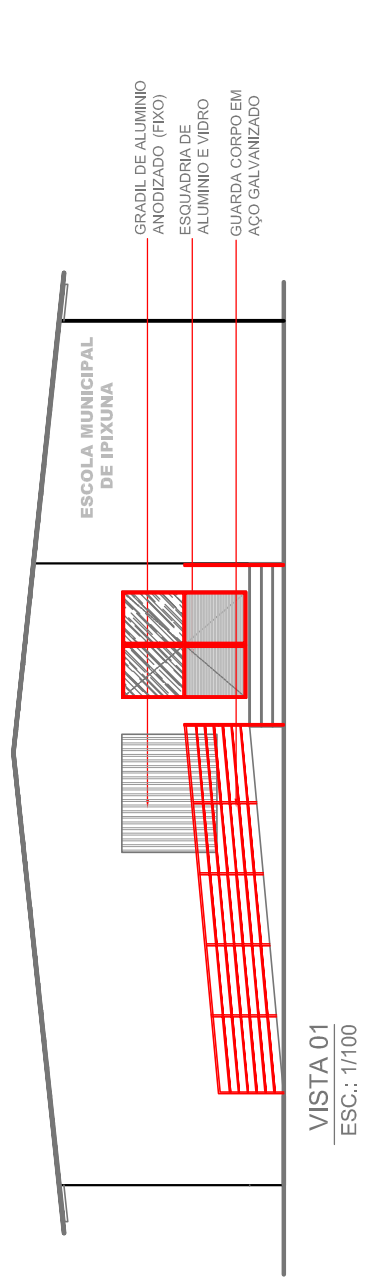 GRADIL DE ALUMINIO
ANODIZADO (FIXO)
ESQUADRIA DE
ALUMINIO E VIDRO
GUARDA CORPO EM
AÇO GALVANIZADO
ESCOLA MUNICIPAL
DE IPIXUNA
VISTA 01
ESC.: 1/100